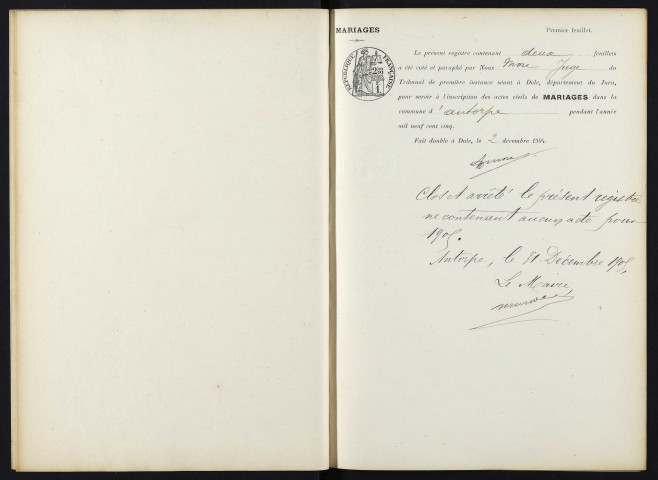 MARIAGES
Premier feuillet.
RÉPUBLIQUE FRANÇAISE
Le présent registre contenant deux feuillets
a été coté et paraphé par Nous Juge du
Tribunal de première instance séant à Dole, département du Jura,
pour servir à l'inscription des actes civils de MARIAGES dans la
commune d'antorpe pendant l'année
mil neuf cent cinq.
Fait double à Dole, le 2 décembre 1904.
Clos et arrêté le présent registre
ne contenant aucun acte pour
1905.
Antorpe, le 31 Décembre 1905,
Le Maire